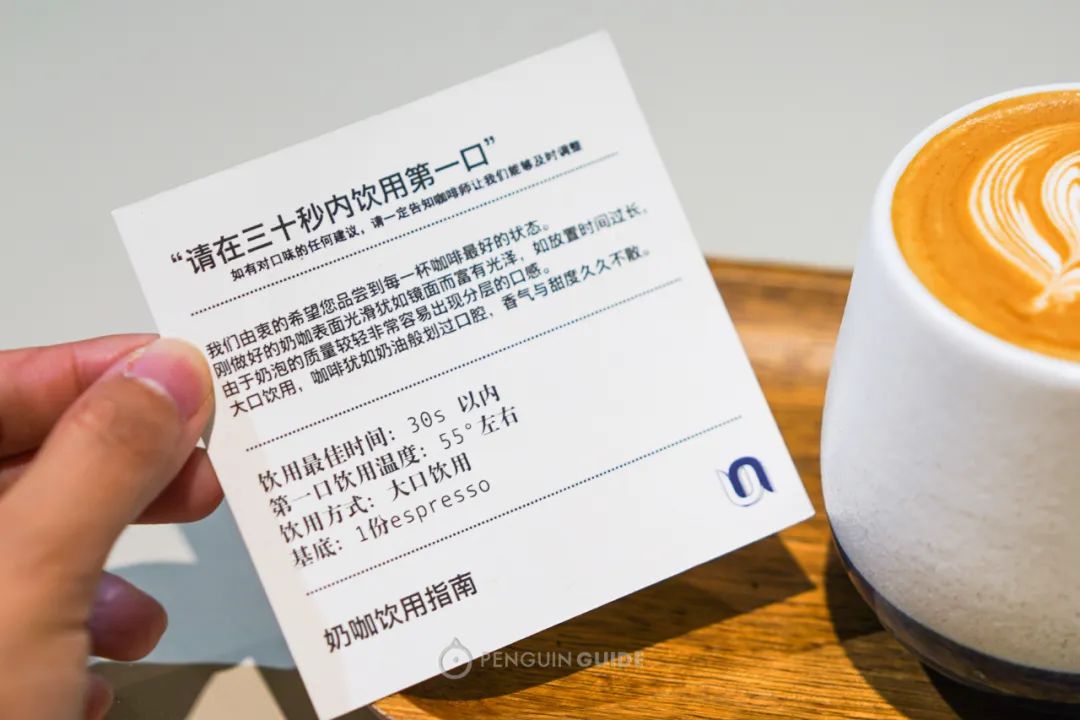 “请在三十秒内饮用第一口”
如有对口味的任何建议，请一定告知咖啡师让我们能够及时调整
我们由衷的希望您品尝到每一杯咖啡最好的状态。
刚做好的奶咖表面光滑犹如镜面而富有光泽，如放置时间过长，
由于奶泡的质量较轻非常容易出现分层的口感。
大口饮用，咖啡犹如奶油般划过口腔，香气与甜度久久不散。
饮用最佳时间：30s 以内
第一口饮用温度：55°左右
饮用方式：大口饮用
基底：1份espresso
奶咖饮用指南
PENGUIN GUIDE